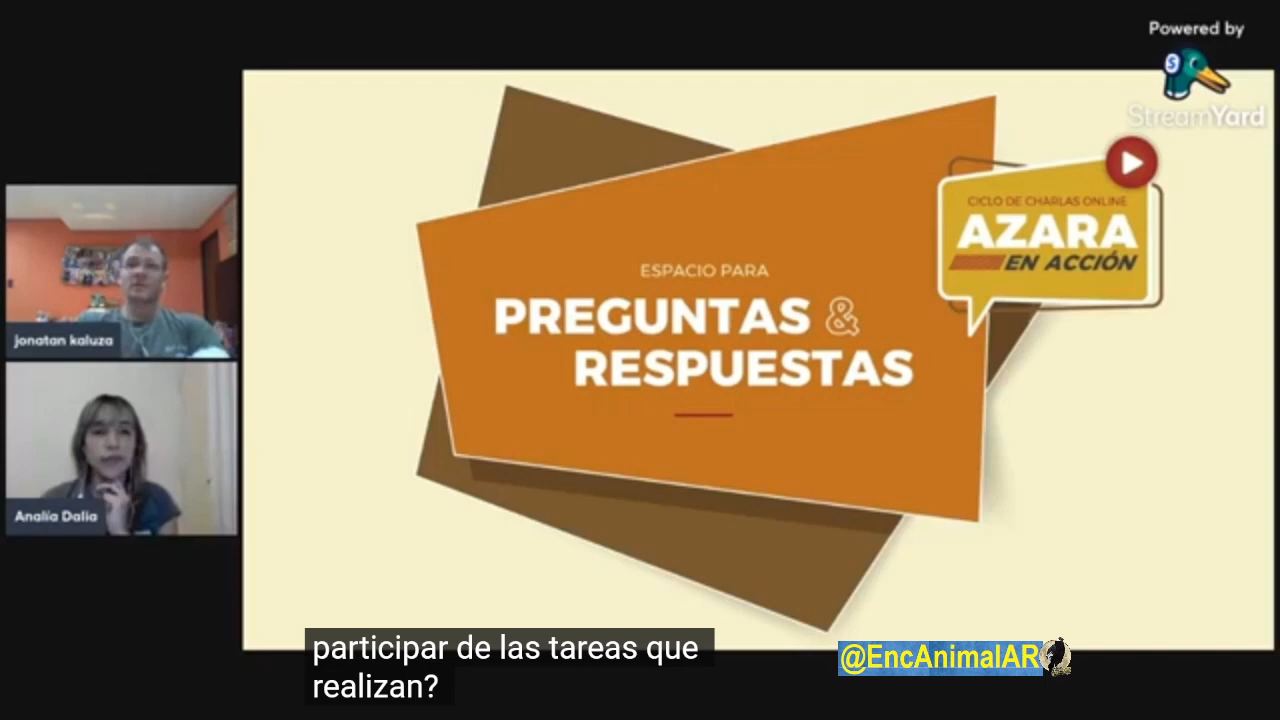 Powered by
StreamYard
CICLO DE CHARLAS ONLINE
AZARA
EN ACCIÓN
ESPACIO PARA
PREGUNTAS &
RESPUESTAS
jonatan kaluza
Analía Dalia
participar de las tareas que
realizan?
@EncAnimalAR